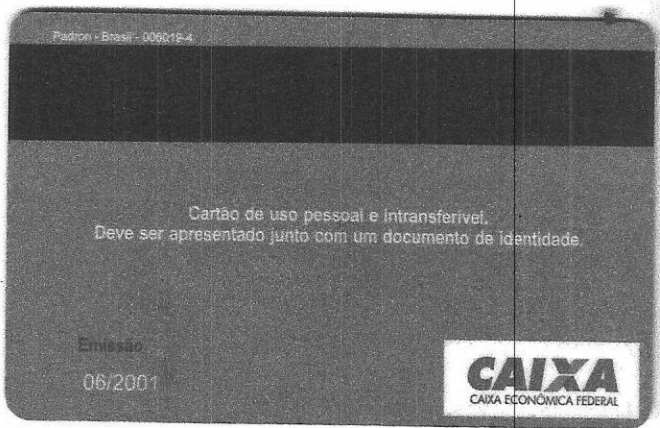 Padron - Brasil - 006019-4
Cartão de uso pessoal e intransferível.
Deve ser apresentado junto com um documento de identidade.
Emissão
06/2001
CAIXA
CAIXA ECONÔMICA FEDERAL